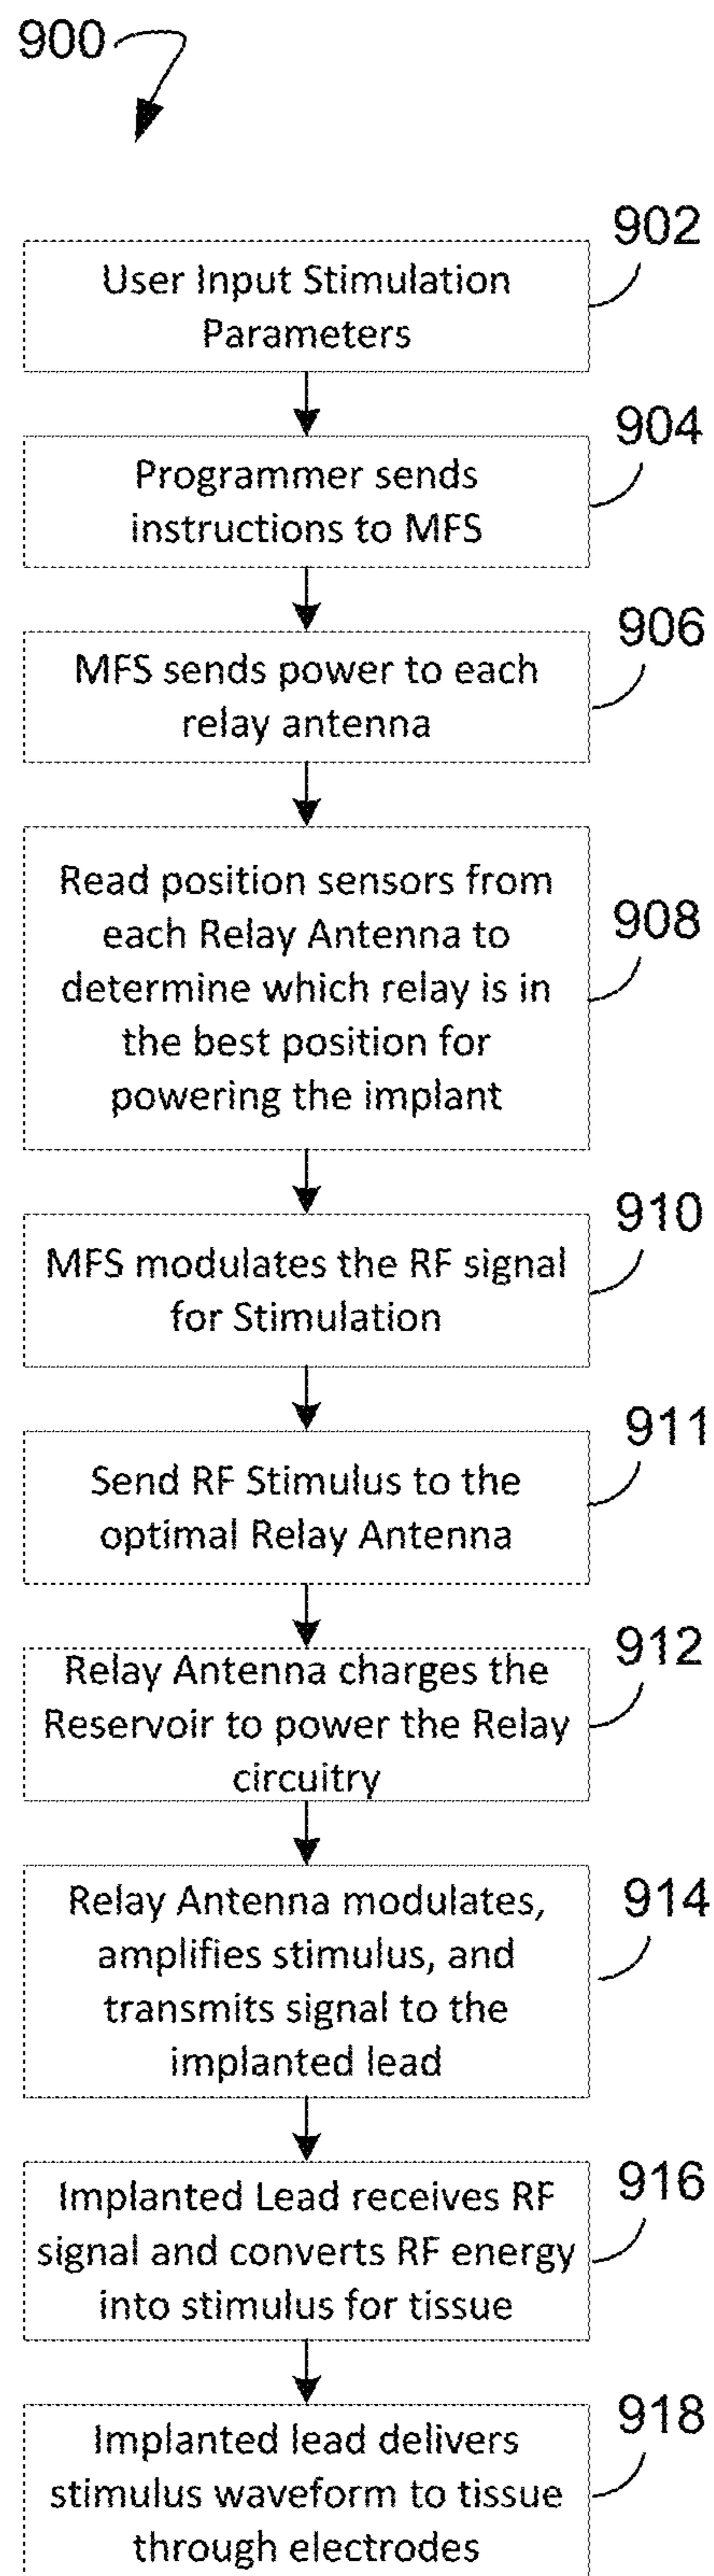 900
902
User Input Stimulation
Parameters
904
Programmer sends
instructions to MFS
906
MFS sends power to each
relay antenna
908
Read position sensors from
each Relay Antenna to
determine which relay is in
the best position for
powering the implant
910
MFS modulates the RF signal
for Stimulation
911
Send RF Stimulus to the
optimal Relay Antenna
912
Relay Antenna charges the
Reservoir to power the Relay
circuitry
914
Relay Antenna modulates,
amplifies stimulus, and
transmits signal to the
implanted lead
916
Implanted Lead receives RF
signal and converts RF energy
into stimulus for tissue
918
Implanted lead delivers
stimulus waveform to tissue
through electrodes